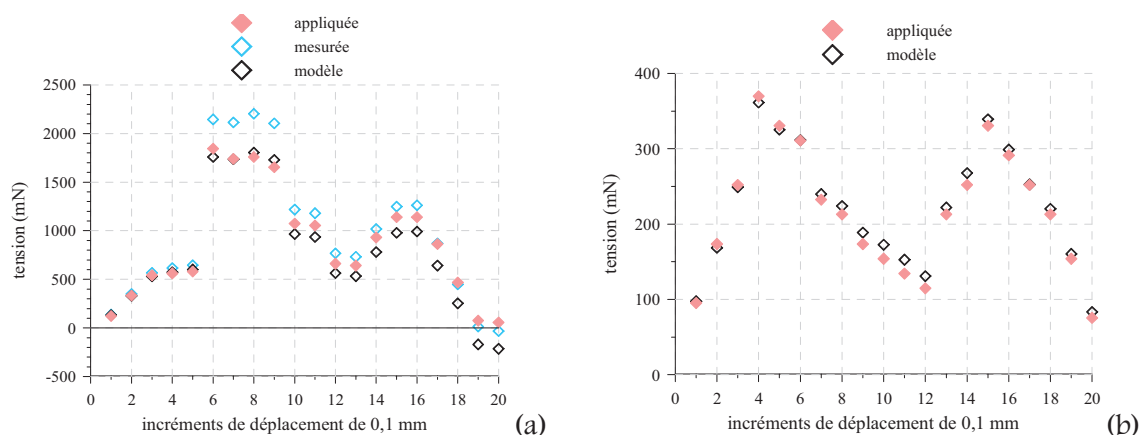 appliquée
mesurée
modèle
2500
2000
1500
1000
500
0
-500
tension (mN)
0 2 4 6 8 10 12 14 16 18 20
incréments de déplacement de 0,1 mm
(a)
appliquée
modèle
400
300
200
100
0
tension (mN)
0 2 4 6 8 10 12 14 16 18 20
incréments de déplacement de 0,1 mm
(b)